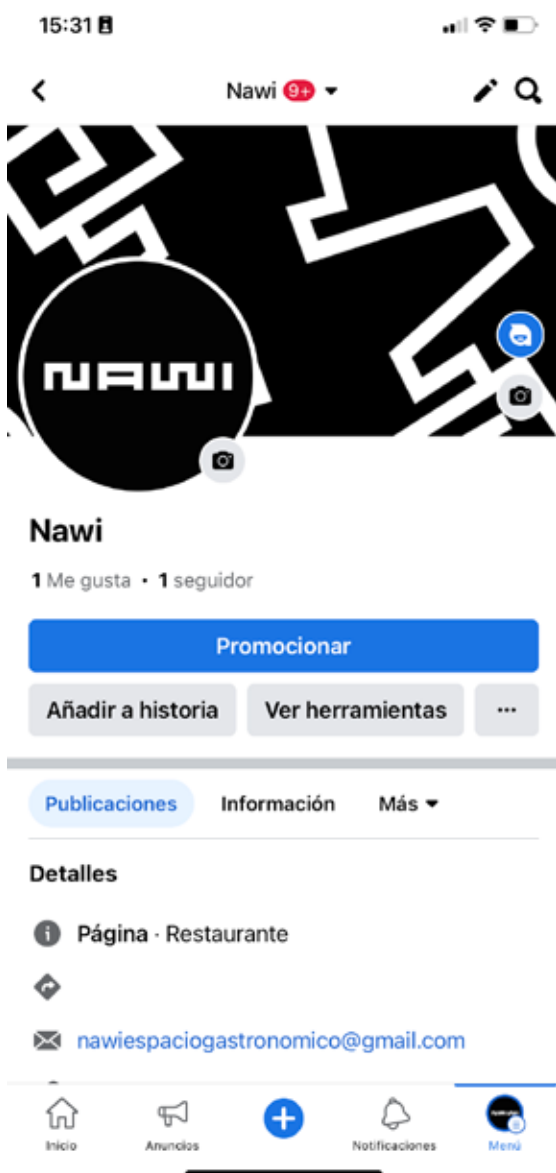 15:31
Nawi 9+
NAWI
Nawi
1 Me gusta · 1 seguidor
Promocionar
Añadir a historia Ver herramientas ...
Publicaciones Información Más
Detalles
Página · Restaurante
nawiespaciogastronomico@gmail.com
Inicio Anuncios Notificaciones Menú